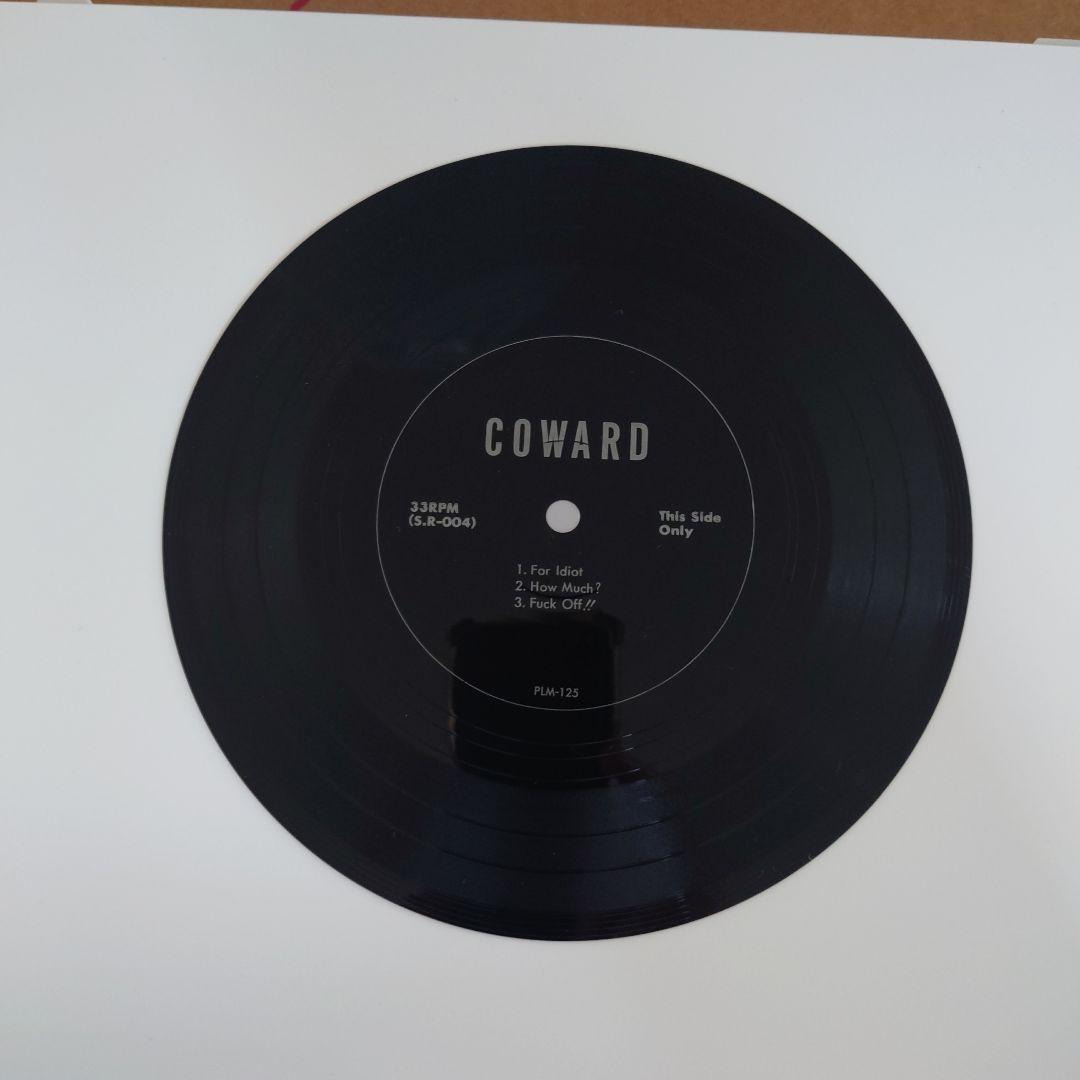 COWARD
33RPM
(S.R-004)
This Side
Only
1. For Idiot
2. How Much?
3. Fuck Off!!
PLM-125